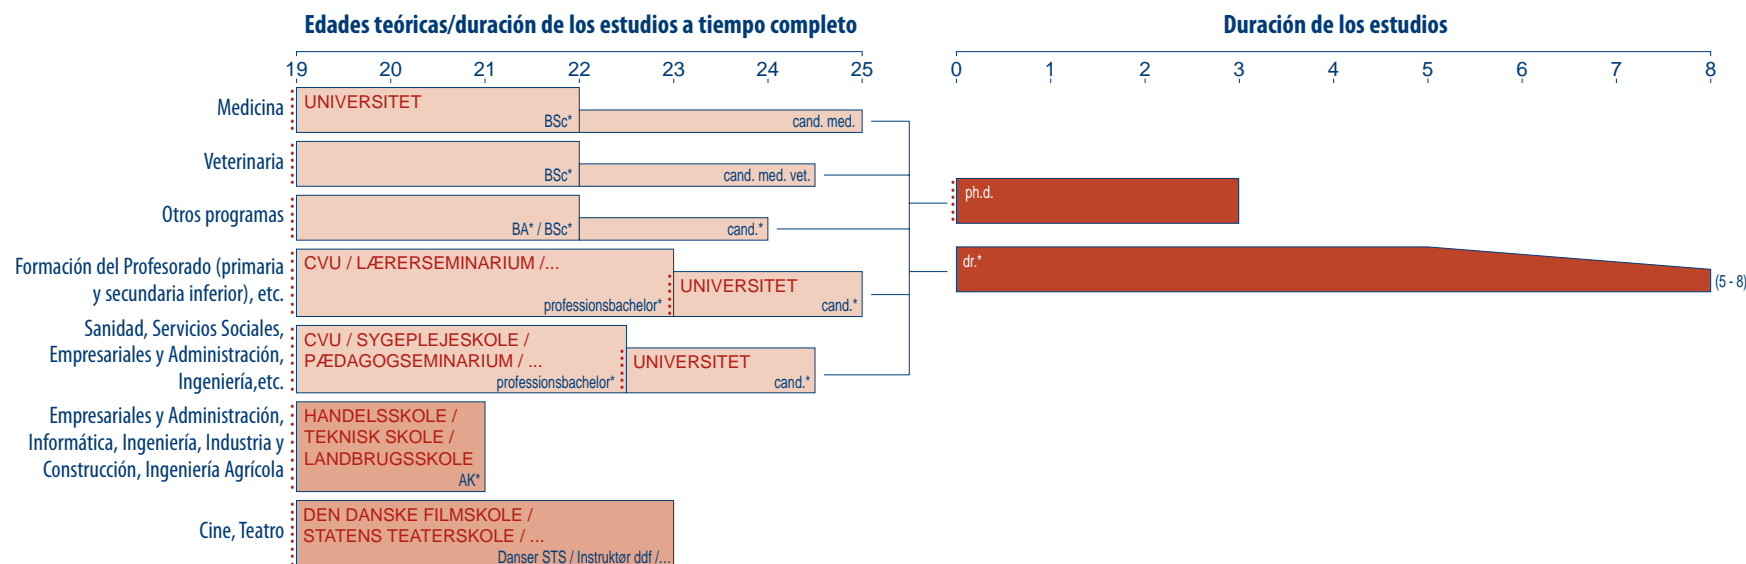 Edades teóricas/duración de los estudios a tiempo completo
Duración de los estudios
19 20 21 22 23 24 25
0 1 2 3 4 5 6 7 8
Medicina
UNIVERSITET
BSc*
cand. med.
Veterinaria
BSc*
cand. med. vet.
Otros programas
BA* / BSc*
cand.*
ph.d.
dr.*
(5 - 8)
Formación del Profesorado (primaria
y secundaria inferior), etc.
CVU / LÆRERSEMINARIUM /...
professionsbachelor*
UNIVERSITET
cand.*
Sanidad, Servicios Sociales,
Empresariales y Administración,
Ingeniería,etc.
CVU / SYGEPLEJESKOLE /
PÆDAGOGSEMINARIUM / ...
professionsbachelor*
UNIVERSITET
cand.*
Empresariales y Administración,
Informática, Ingeniería, Industria y
Construcción, Ingeniería Agrícola
HANDELSSKOLE /
TEKNISK SKOLE /
LANDBRUGSSKOLE
AK*
Cine, Teatro
DEN DANSKE FILMSKOLE /
STATENS TEATERSKOLE / ...
Danser STS / Instruktør ddf /...